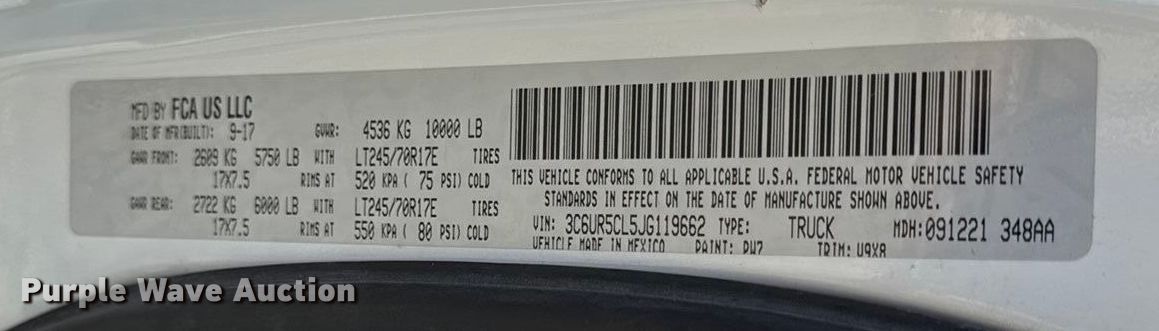 MFD BY FCA US LLC
DATE OF MFR(BUILT): 9-17 GVWR: 4536 KG 10000 LB
GAWR FRONT: 2609 KG 5750 LB WITH LT245/70R17E TIRES
17X7.5 RIMS AT 520 KPA ( 75 PSI) COLD
GAWR REAR: 2722 KG 6000 LB WITH LT245/70R17E TIRES
17X7.5 RIMS AT 550 KPA ( 80 PSI) COLD
THIS VEHICLE CONFORMS TO ALL APPLICABLE U.S.A. FEDERAL MOTOR VEHICLE SAFETY
STANDARDS IN EFFECT ON THE DATE OF MANUFACTURE SHOWN ABOVE.
VIN: 3C6UR5CL5JG119662 TYPE: TRUCK MDH:091221 348AA
VEHICLE MADE IN MEXICO PAINT: PW7 TRIM: V9X8
Purple Wave Auction